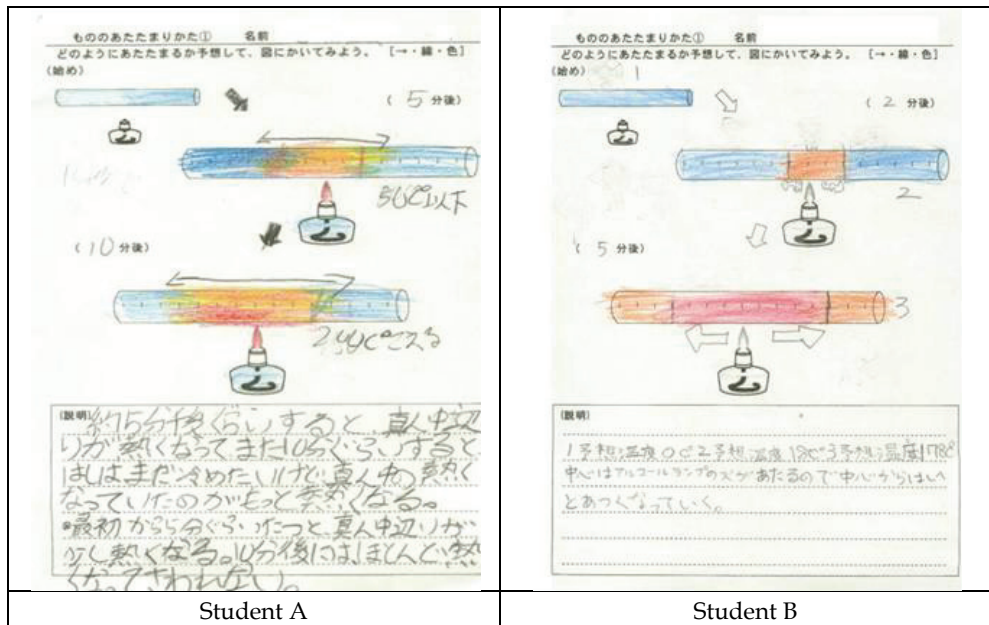 もののあたたまりかた① 名前
どのようにあたたまるか予想して、図にかいてみよう。 [→・線・色]
(始め)
( 5 分後)
50℃以下
(10 分後)
200℃こえる
(説明)
約5分後ぐらいすると、真ん中辺
りが熱くなってまた10分ぐらいすると
はしはまだ冷めたいけど真ん中の熱く
なっていたのがもっと熱くなる。
・最初から5分ぐらいたつと、真ん中辺りが
少し熱くなる。10分後には、ほとんど熱
くなってさわれない。
Student A
もののあたたまりかた① 名前
どのようにあたたまるか予想して、図にかいてみよう。 [→・線・色]
(始め)
1
( 2 分後)
2
( 5 分後)
3
(説明)
1予想温度0℃2予想温度18℃3予想温度178℃
中心はアルコールランプの火があたるので中心からはしへ
とあつくなっていく。
Student B